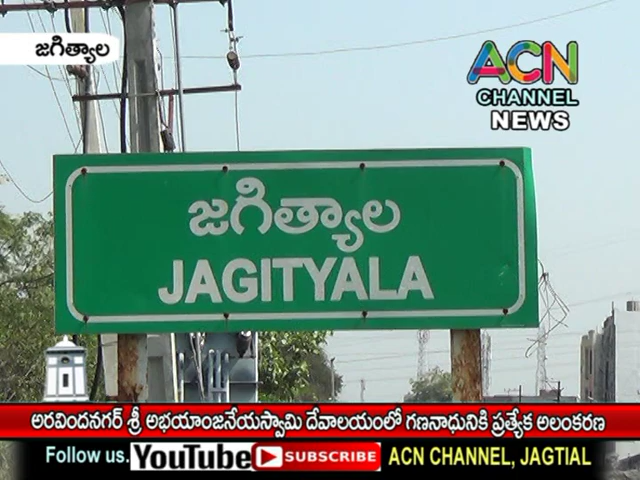 జగిత్యాల
ACN
CHANNEL
NEWS
జగిత్యాల
JAGITYALA
అరవిందనగర్ శ్రీ అభయాంజనేయస్వామి దేవాలయంలో గణనాధునికి ప్రత్యేక అలంకరణ
Follow us. YouTube SUBSCRIBE ACN CHANNEL, JAGTIAL